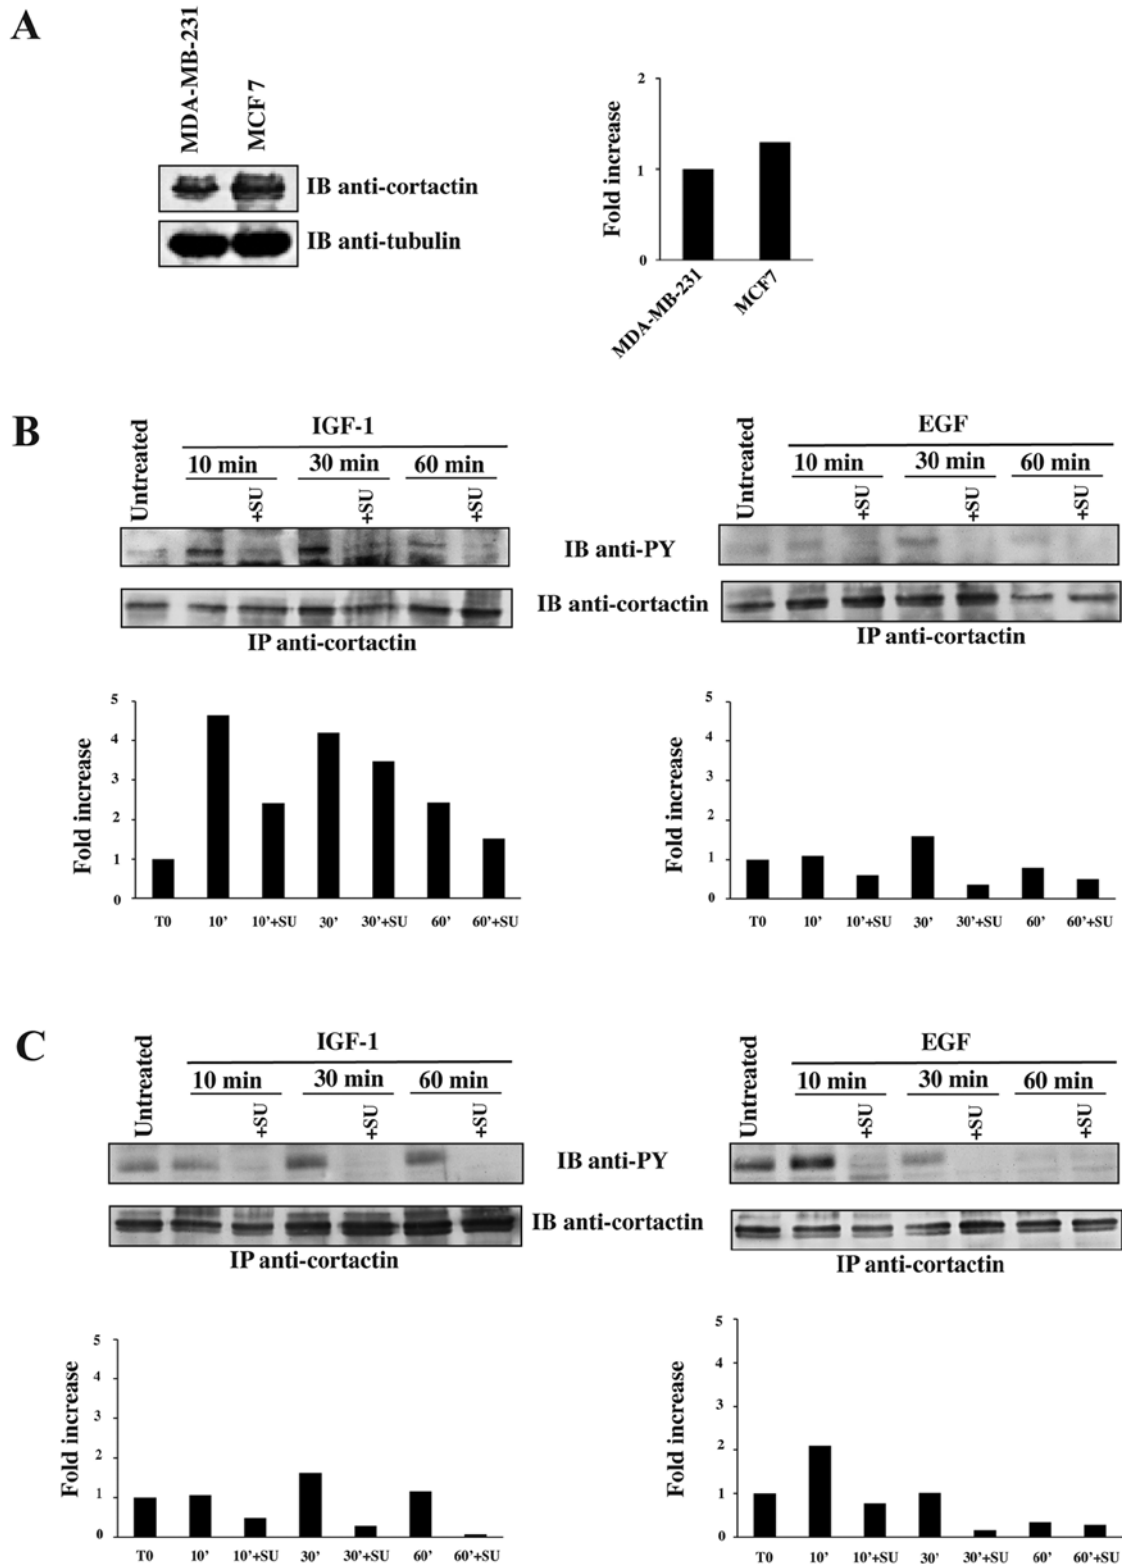 A
MDA-MB-231
MCF7
IB anti-cortactin
IB anti-tubulin
Fold increase
2
1
0
MDA-MB-231
MCF7
B
Untreated
IGF-1
10 min
30 min
60 min
+SU
+SU
+SU
Untreated
EGF
10 min
30 min
60 min
+SU
+SU
+SU
IB anti-PY
IB anti-cortactin
IP anti-cortactin
IP anti-cortactin
Fold increase
5
4
3
2
1
0
T0 10' 10'+SU 30' 30'+SU 60' 60'+SU
Fold increase
5
4
3
2
1
0
T0 10' 10'+SU 30' 30'+SU 60' 60'+SU
C
Untreated
IGF-1
10 min
30 min
60 min
+SU
+SU
+SU
Untreated
EGF
10 min
30 min
60 min
+SU
+SU
+SU
IB anti-PY
IB anti-cortactin
IP anti-cortactin
IP anti-cortactin
Fold increase
5
4
3
2
1
0
T0 10' 10'+SU 30' 30'+SU 60' 60'+SU
Fold increase
5
4
3
2
1
0
T0 10' 10'+SU 30' 30'+SU 60' 60'+SU